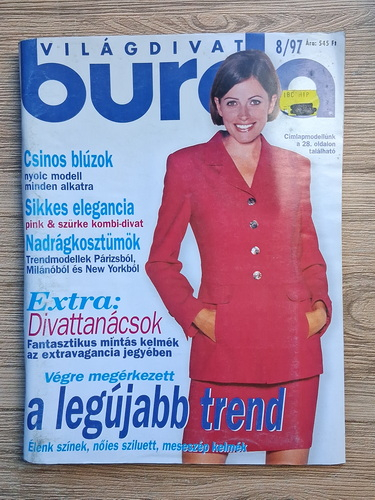 VILÁGDIVAT
8/97 Ára: 545 Ft
burda
Címlapmodellünk
a 28. oldalon
található
Csinos blúzok
nyolc modell
minden alkatra
Sikkes elegancia
pink & szürke kombi-divat
Nadrágkosztümök
Trendmodellek Párizsból,
Milánóból és New Yorkból
Extra:
Divattanácsok
Fantasztikus mintás kelmék
az extravagancia jegyében
Végre megérkezett
a legújabb trend
Élénk színek, nőies sziluett, meseszép kelmék